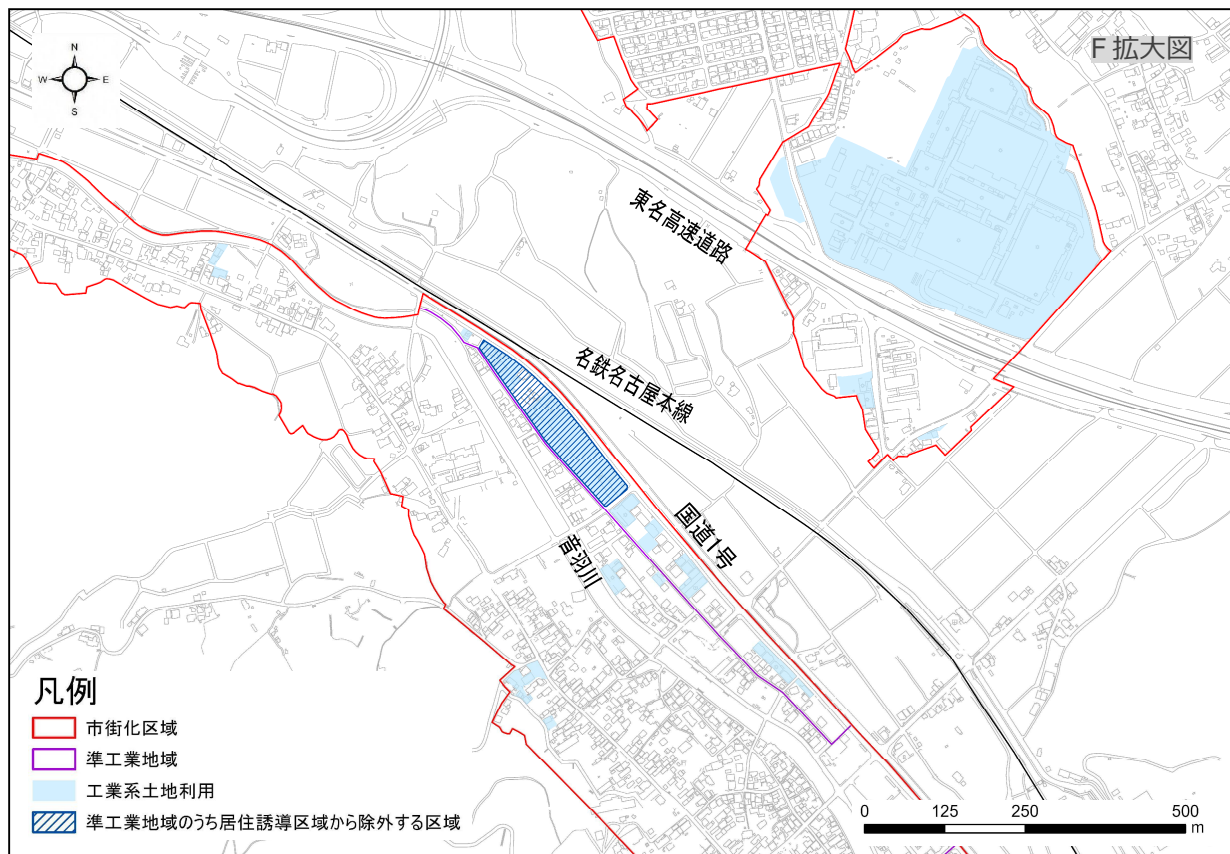 F 拡大図
N
W E
S
東名高速道路
名鉄名古屋本線
国道1号
音羽川
凡例
市街化区域
準工業地域
工業系土地利用
準工業地域のうち居住誘導区域から除外する区域
0 125 250 500
m